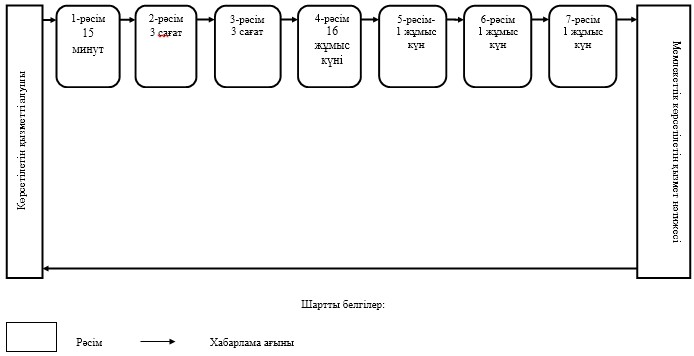 Көрсетілетін қызметті алушы
1-рәсім
15
минут
2-рәсім
3 сағат
3-рәсім
3 сағат
4-рәсім
16
жұмыс
күні
5-рәсім-
1 жұмыс
күн
6-рәсім
1 жұмыс
күн
7-рәсім
1 жұмыс
күн
Мемлекеттік көрсетілетін қызмет нәтижесі
Шартты белгілер:
Рәсім
Хабарлама ағыны